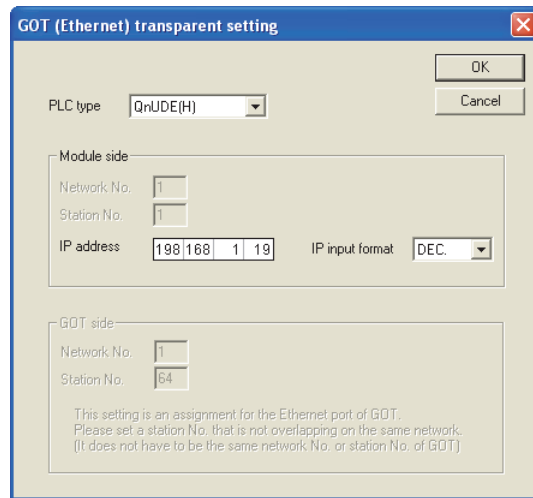 GOT (Ethernet) transparent setting
OK
PLC type QnUDE(H)
Cancel
Module side
Network No. 1
Station No. 1
IP address 198 168 1 19 IP input format DEC.
GOT side
Network No. 1
Station No. 64
This setting is an assignment for the Ethernet port of GOT.
Please set a station No. that is not overlapping on the same network.
(It does not have to be the same network No. or station No. of GOT)